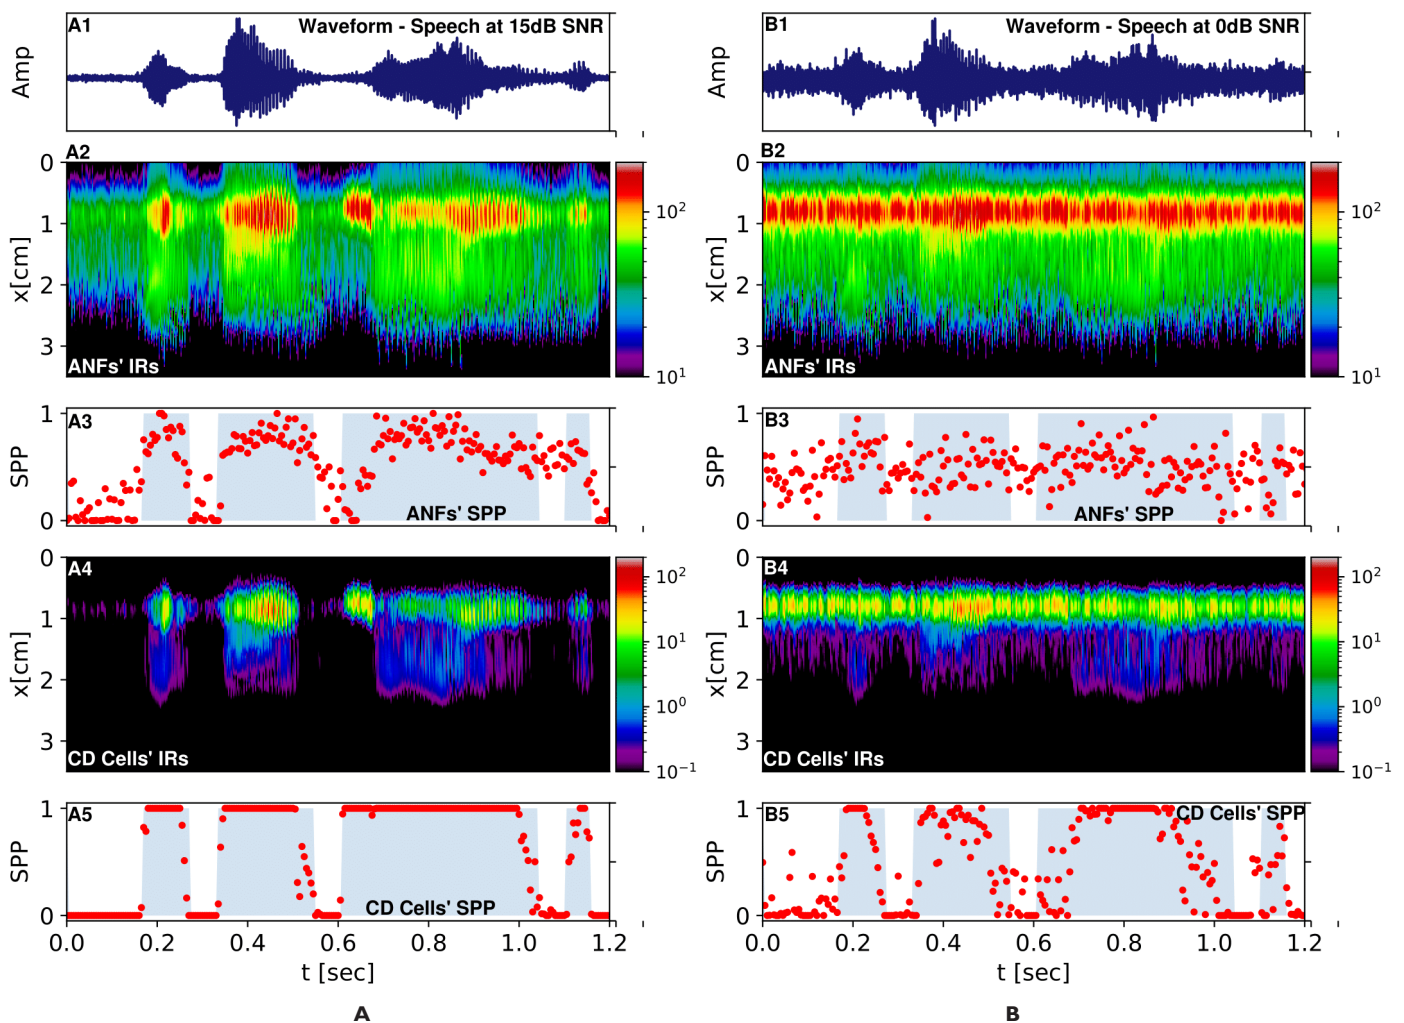 A1 Waveform - Speech at 15dB SNR
Amp
A2
0
1
2
3
x[cm]
ANFs' IRs
10²
10¹
A3
1
0
SPP
ANFs' SPP
A4
0
1
2
3
x[cm]
CD Cells' IRs
10²
10¹
10⁰
10⁻¹
A5
1
0
SPP
CD Cells' SPP
0.0 0.2 0.4 0.6 0.8 1.0 1.2
t [sec]
A
B1 Waveform - Speech at 0dB SNR
Amp
B2
0
1
2
3
x[cm]
ANFs' IRs
10²
10¹
B3
1
0
SPP
ANFs' SPP
B4
0
1
2
3
x[cm]
CD Cells' IRs
10²
10¹
10⁰
10⁻¹
B5
1
0
SPP
CD Cells' SPP
0.0 0.2 0.4 0.6 0.8 1.0 1.2
t [sec]
B